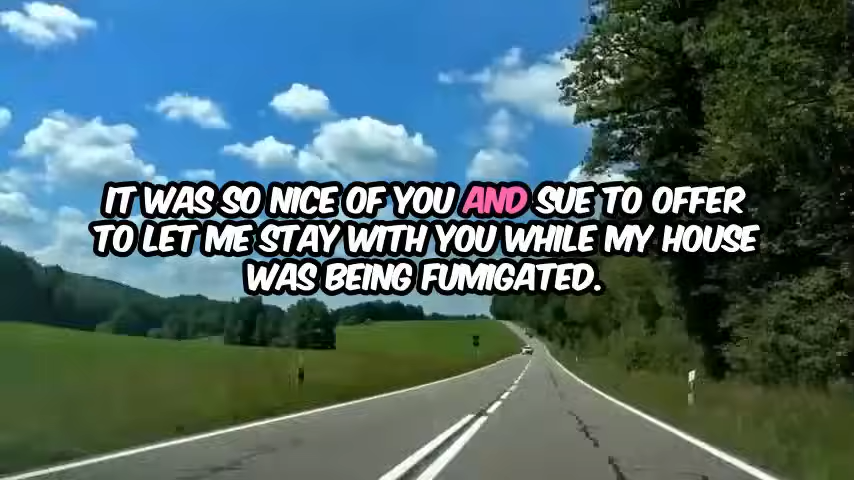 IT WAS SO NICE OF YOU AND SUE TO OFFER
TO LET ME STAY WITH YOU WHILE MY HOUSE
WAS BEING FUMIGATED.